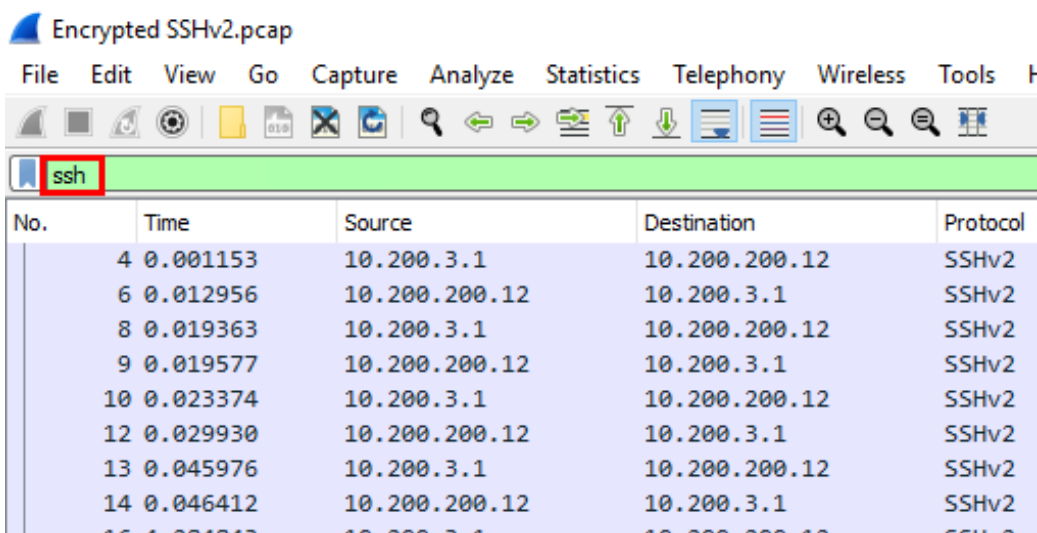 Encrypted SSHv2.pcap
File Edit View Go Capture Analyze Statistics Telephony Wireless Tools
ssh
No. Time Source Destination Protocol
4 0.001153 10.200.3.1 10.200.200.12 SSHv2
6 0.012956 10.200.200.12 10.200.3.1 SSHv2
8 0.019363 10.200.3.1 10.200.200.12 SSHv2
9 0.019577 10.200.200.12 10.200.3.1 SSHv2
10 0.023374 10.200.3.1 10.200.200.12 SSHv2
12 0.029930 10.200.200.12 10.200.3.1 SSHv2
13 0.045976 10.200.3.1 10.200.200.12 SSHv2
14 0.046412 10.200.200.12 10.200.3.1 SSHv2